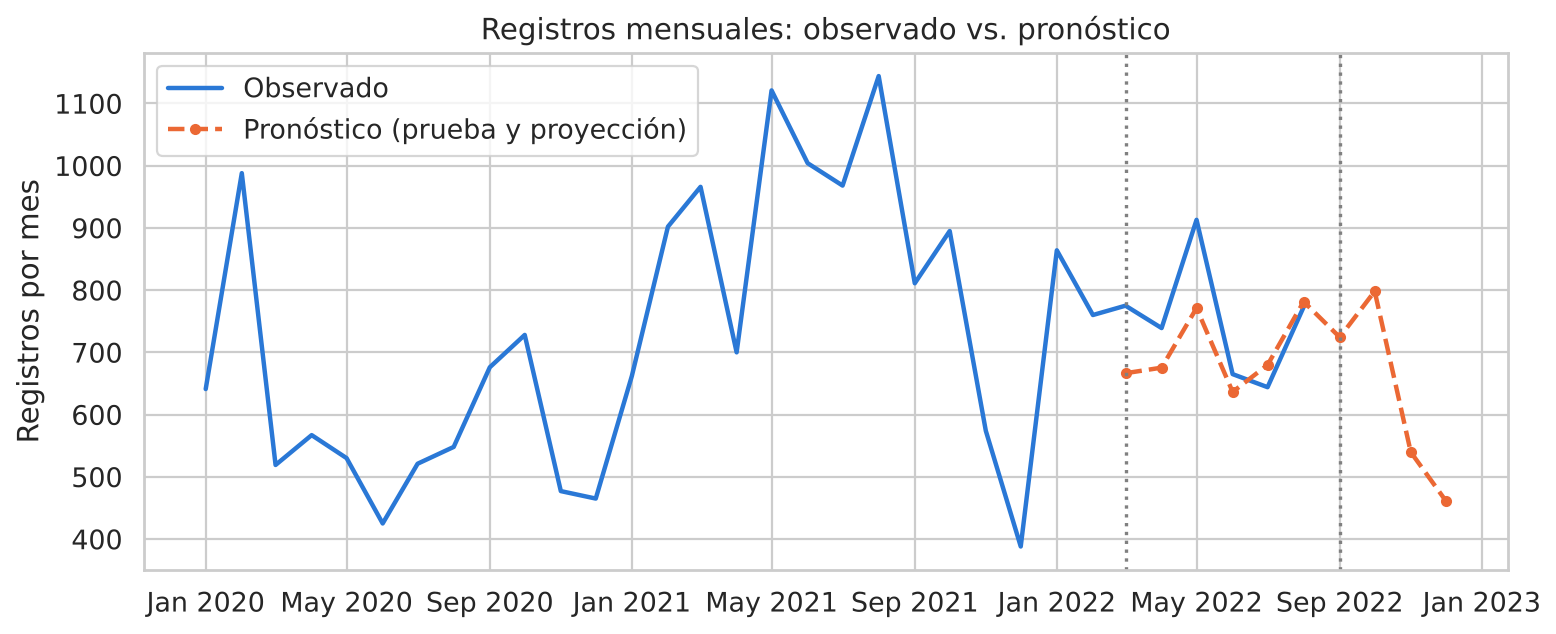 Registros mensuales: observado vs. pronóstico
Observado
Pronóstico (prueba y proyección)
Registros por mes
1100
1000
900
800
700
600
500
400
Jan 2020 May 2020 Sep 2020 Jan 2021 May 2021 Sep 2021 Jan 2022 May 2022 Sep 2022 Jan 2023